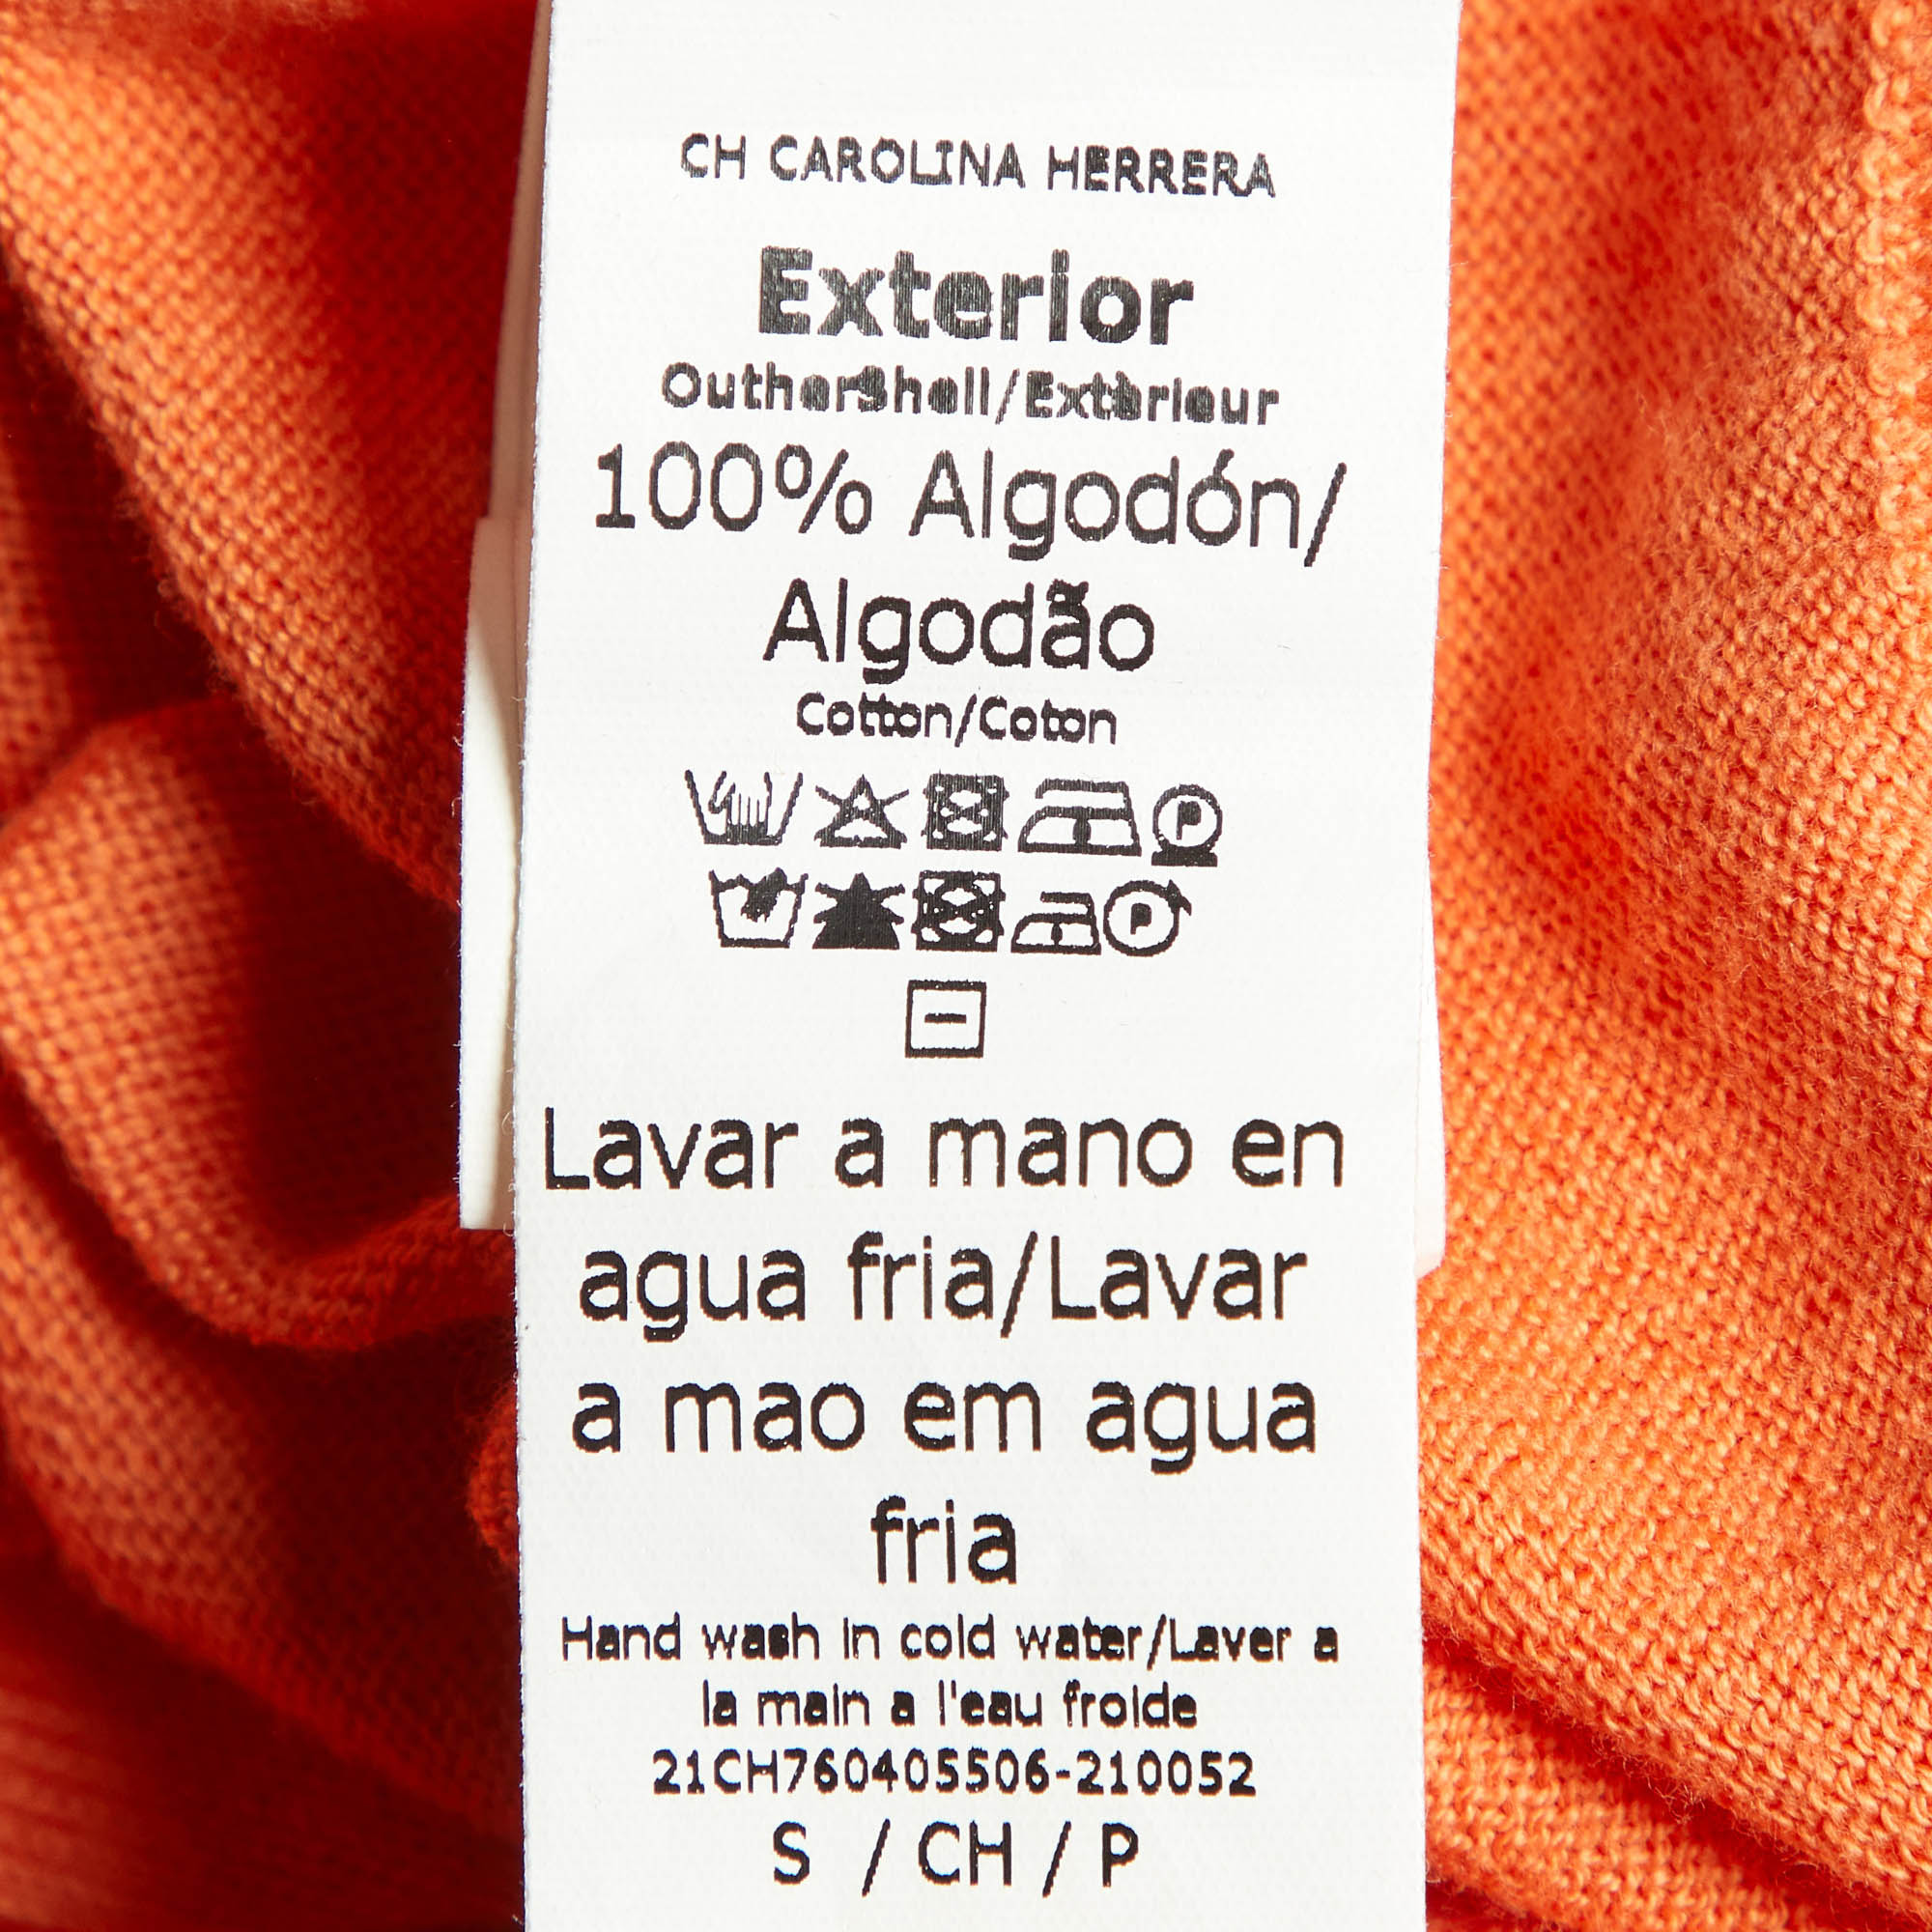 CH CAROLINA HERRERA
Exterior
OutherShell/Extèrieur
100% Algodón/
Algodão
Cotton/Coton
P
P
Lavar a mano en
agua fria/Lavar
a mao em agua
fria
Hand wash in cold water/Laver a
la main a l'eau froide
21CH760405506-210052
S / CH / P